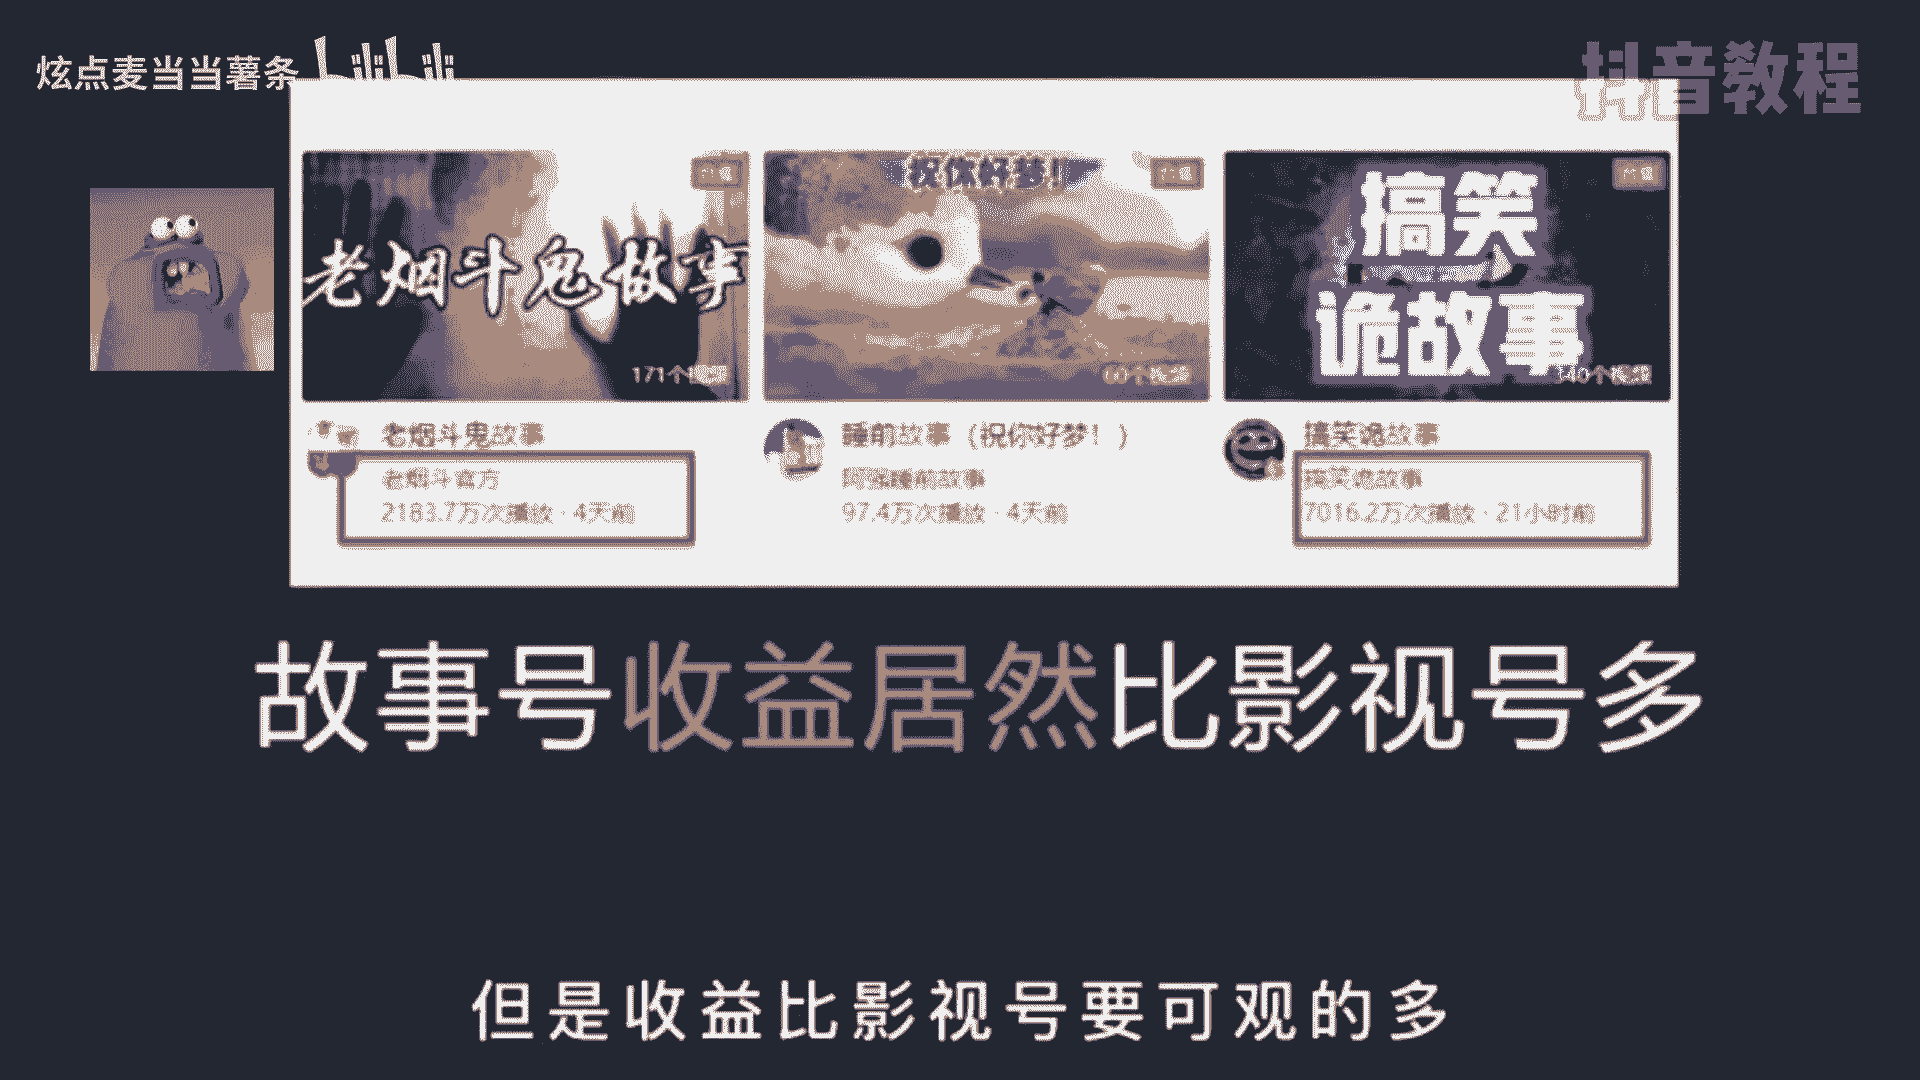 炫点麦当当薯条 bilibili
抖音教程
老烟斗鬼故事
171个视频
祝你好梦!
60个视频
搞笑
诡故事
340个视频
老烟斗鬼故事
老烟斗官方
2183.7万次播放 · 4天前
睡前故事（祝你好梦！）
阿强睡前故事
97.4万次播放 · 4天前
搞笑诡故事
搞笑诡故事
7016.2万次播放 · 21小时前
故事号收益居然比影视号多
但是收益比影视号要可观的多